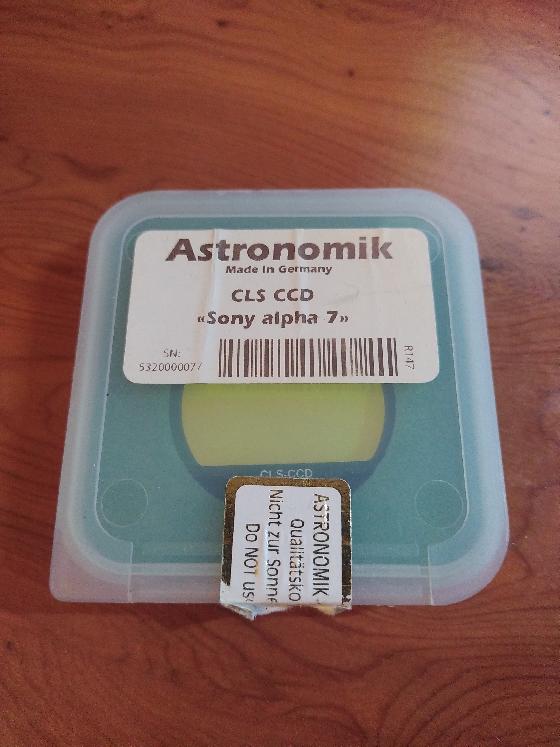 Astronomik
Made in Germany
CLS CCD
«Sony alpha 7»
SN:
5320000077
R147
CLS-CCD
ASTRONOMIK
Qualitätsko
Nicht zur Sonne
Do NOT use